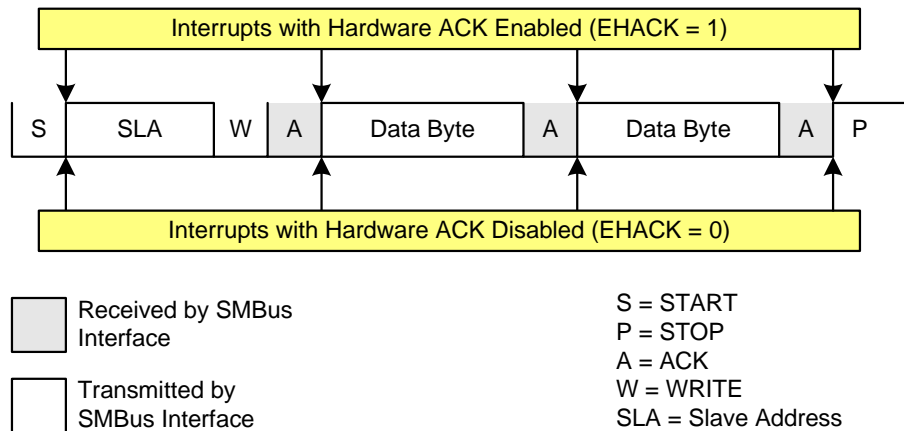 Interrupts with Hardware ACK Enabled (EHACK = 1)
S SLA W A Data Byte A Data Byte A P
Interrupts with Hardware ACK Disabled (EHACK = 0)
Received by SMBus
Interface
Transmitted by
SMBus Interface
S = START
P = STOP
A = ACK
W = WRITE
SLA = Slave Address